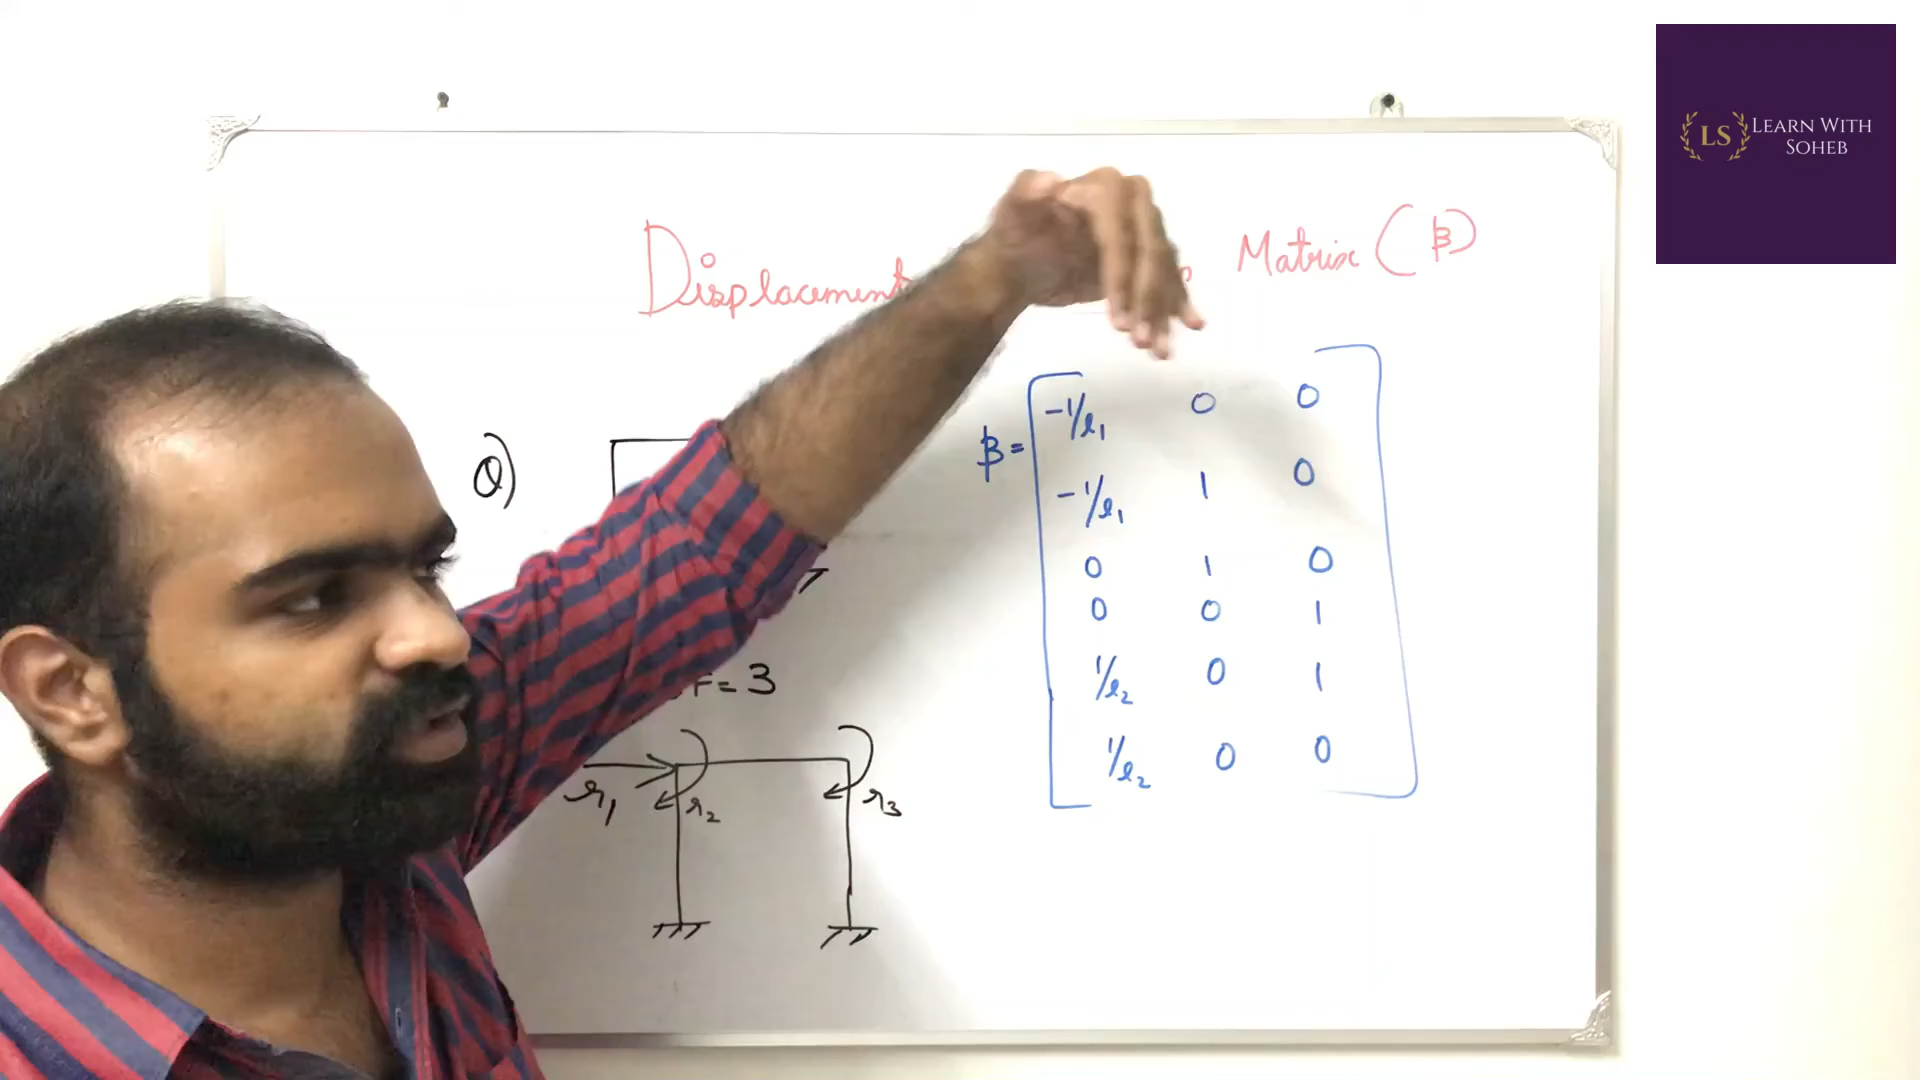 LS LEARN WITH
SOHEB
Displacement Matrix (β)
Q)
β =
-1/l₁ 0 0
-1/l₁ 1 0
0 1 0
0 0 1
1/l₂ 0 1
1/l₂ 0 0
= 3
r₁ r₂ r₃